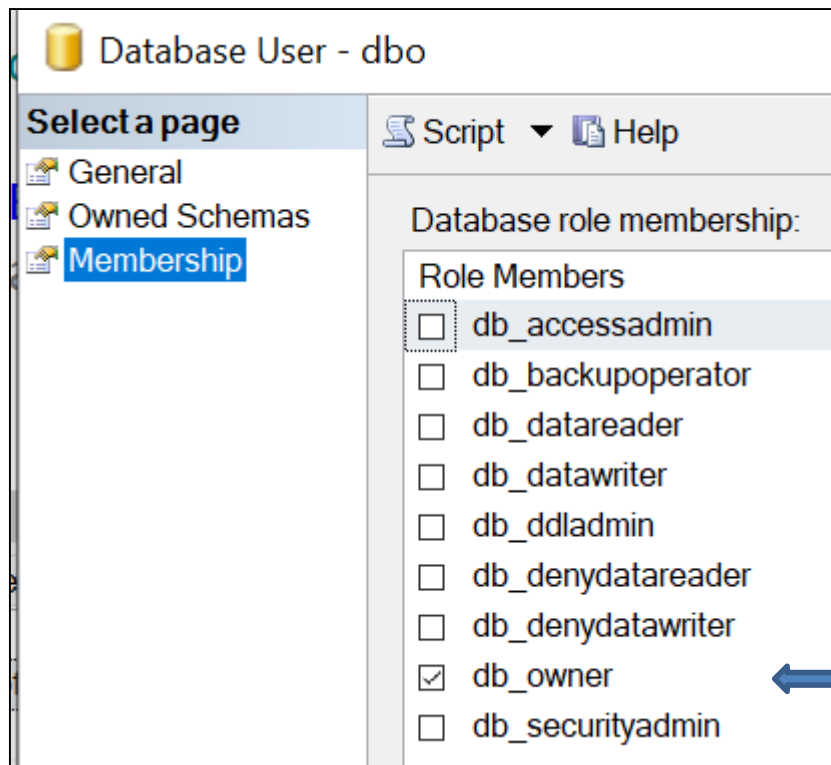 Database User - dbo
Select a page
Script Help
General
Owned Schemas
Membership
Database role membership:
Role Members
db_accessadmin
db_backupoperator
db_datareader
db_datawriter
db_ddladmin
db_denydatareader
db_denydatawriter
db_owner
db_securityadmin